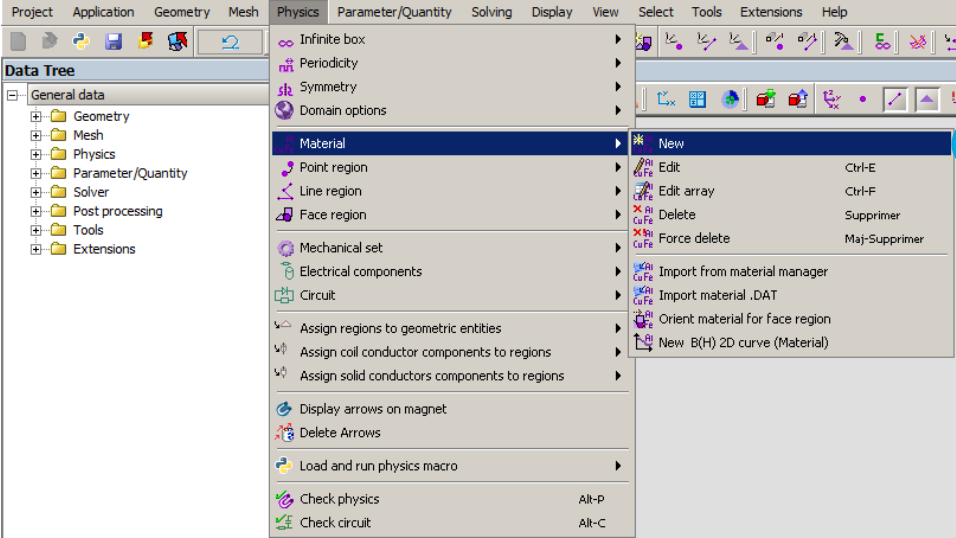 Project Application Geometry Mesh Physics Parameter/Quantity Solving Display View Select Tools Extensions Help
Data Tree
General data
Geometry
Mesh
Physics
Parameter/Quantity
Solver
Post processing
Tools
Extensions
Infinite box
Periodicity
Symmetry
Domain options
Material
Point region
Line region
Face region
Mechanical set
Electrical components
Circuit
Assign regions to geometric entities
Assign coil conductor components to regions
Assign solid conductors components to regions
Display arrows on magnet
Delete Arrows
Load and run physics macro
Check physics Alt-P
Check circuit Alt-C
New
Edit Ctrl-E
Edit array Ctrl-F
Delete Supprimer
Force delete Maj-Supprimer
Import from material manager
Import material .DAT
Orient material for face region
New B(H) 2D curve (Material)